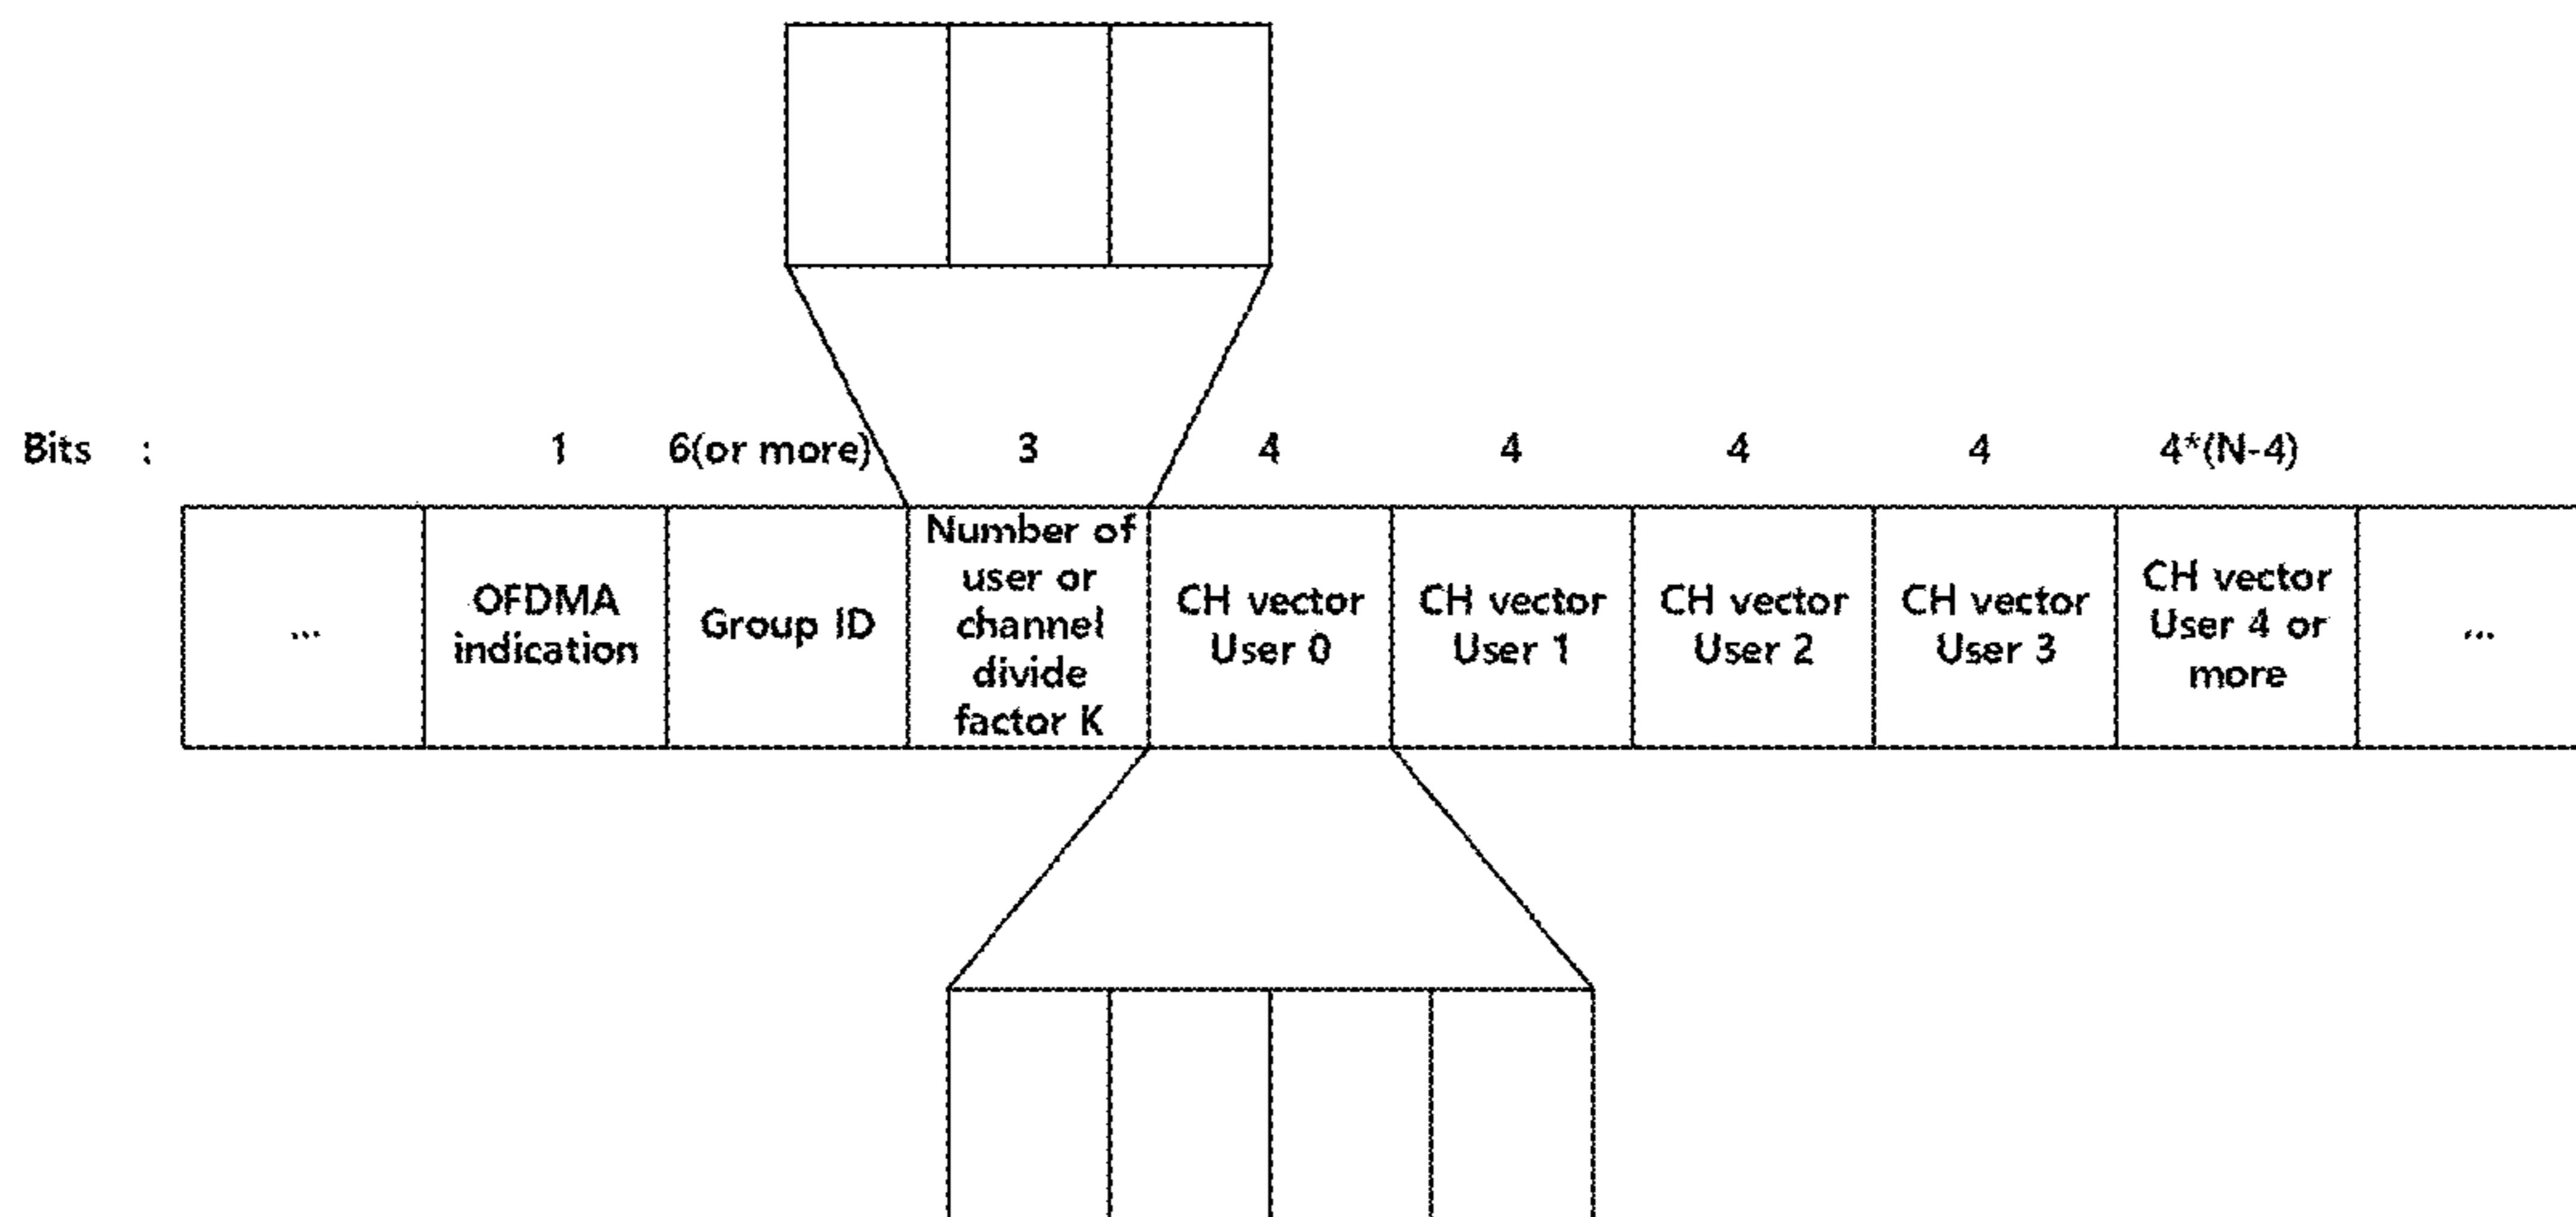 Bits : 1 6(or more) 3 4 4 4 4 4*(N-4)
...
OFDMA
indication
Group ID
Number of
user or
channel
divide
factor K
CH vector
User 0
CH vector
User 1
CH vector
User 2
CH vector
User 3
CH vector
User 4 or
more
...